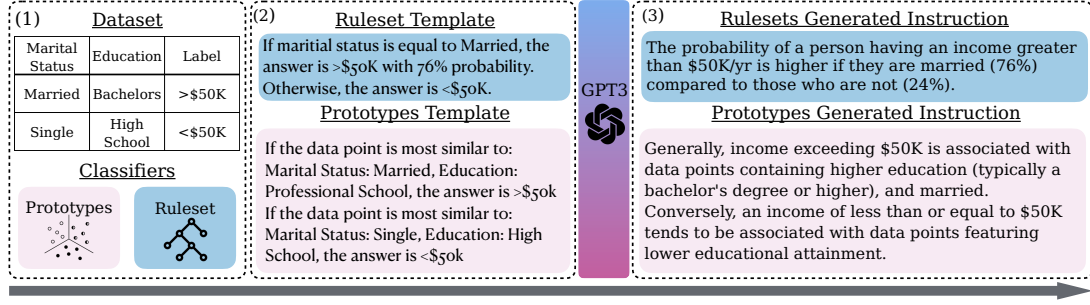 (1)
Dataset
Marital Status
Education
Label
Married
Bachelors
>$50K
Single
High School
<$50K
Classifiers
Prototypes
Ruleset
(2)
Ruleset Template
If maritial status is equal to Married, the
answer is >$50K with 76% probability.
Otherwise, the answer is <$50K.
Prototypes Template
If the data point is most similar to:
Marital Status: Married, Education:
Professional School, the answer is >$50k
If the data point is most similar to:
Marital Status: Single, Education: High
School, the answer is <$50k
GPT3
(3)
Rulesets Generated Instruction
The probability of a person having an income greater
than $50K/yr is higher if they are married (76%)
compared to those who are not (24%).
Prototypes Generated Instruction
Generally, income exceeding $50K is associated with
data points containing higher education (typically a
bachelor's degree or higher), and married.
Conversely, an income of less than or equal to $50K
tends to be associated with data points featuring
lower educational attainment.